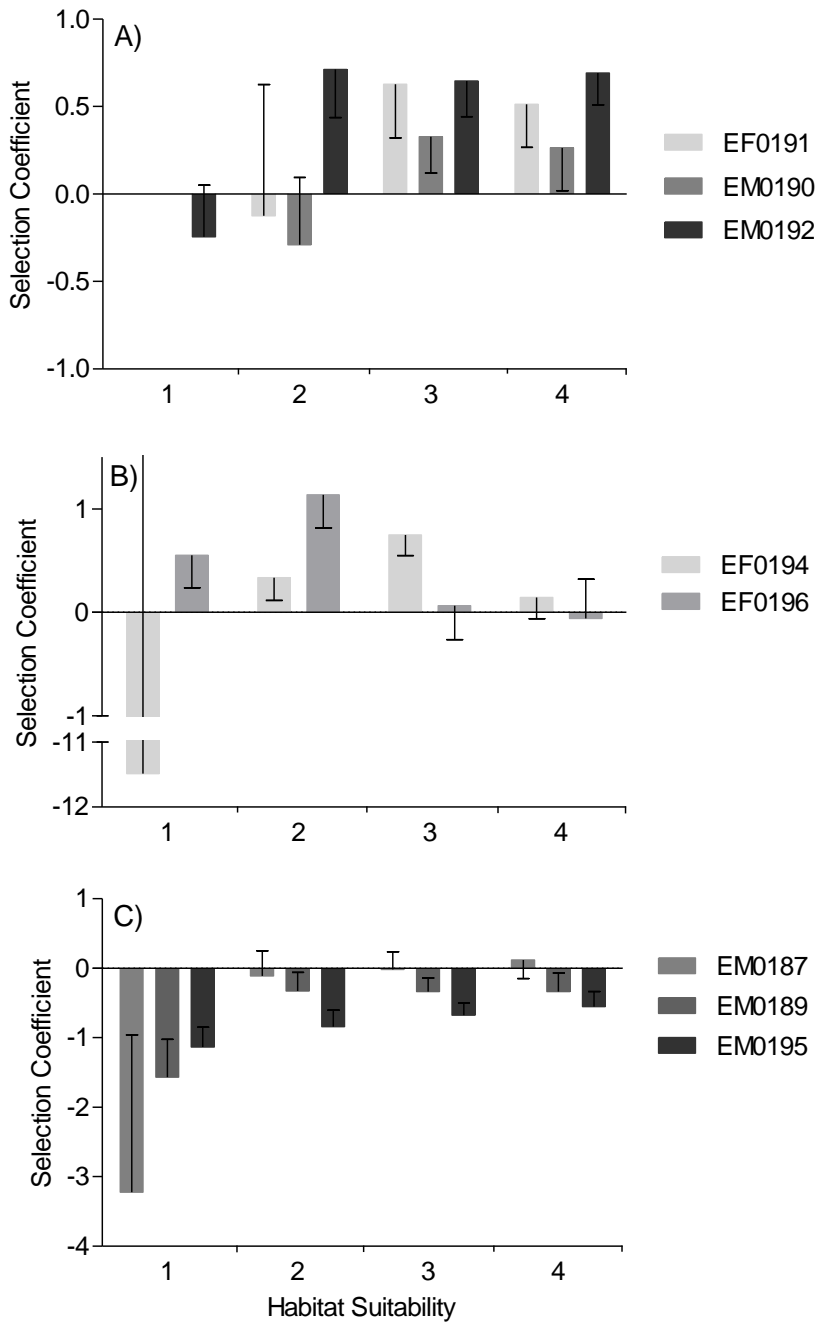 A)
1.0
0.5
0.0
-0.5
-1.0
Selection Coefficient
1 2 3 4
EF0191
EM0190
EM0192
B)
1
0
-1
-11
-12
Selection Coefficient
1 2 3 4
EF0194
EF0196
C)
1
0
-1
-2
-3
-4
Selection Coefficient
1 2 3 4
Habitat Suitability
EM0187
EM0189
EM0195